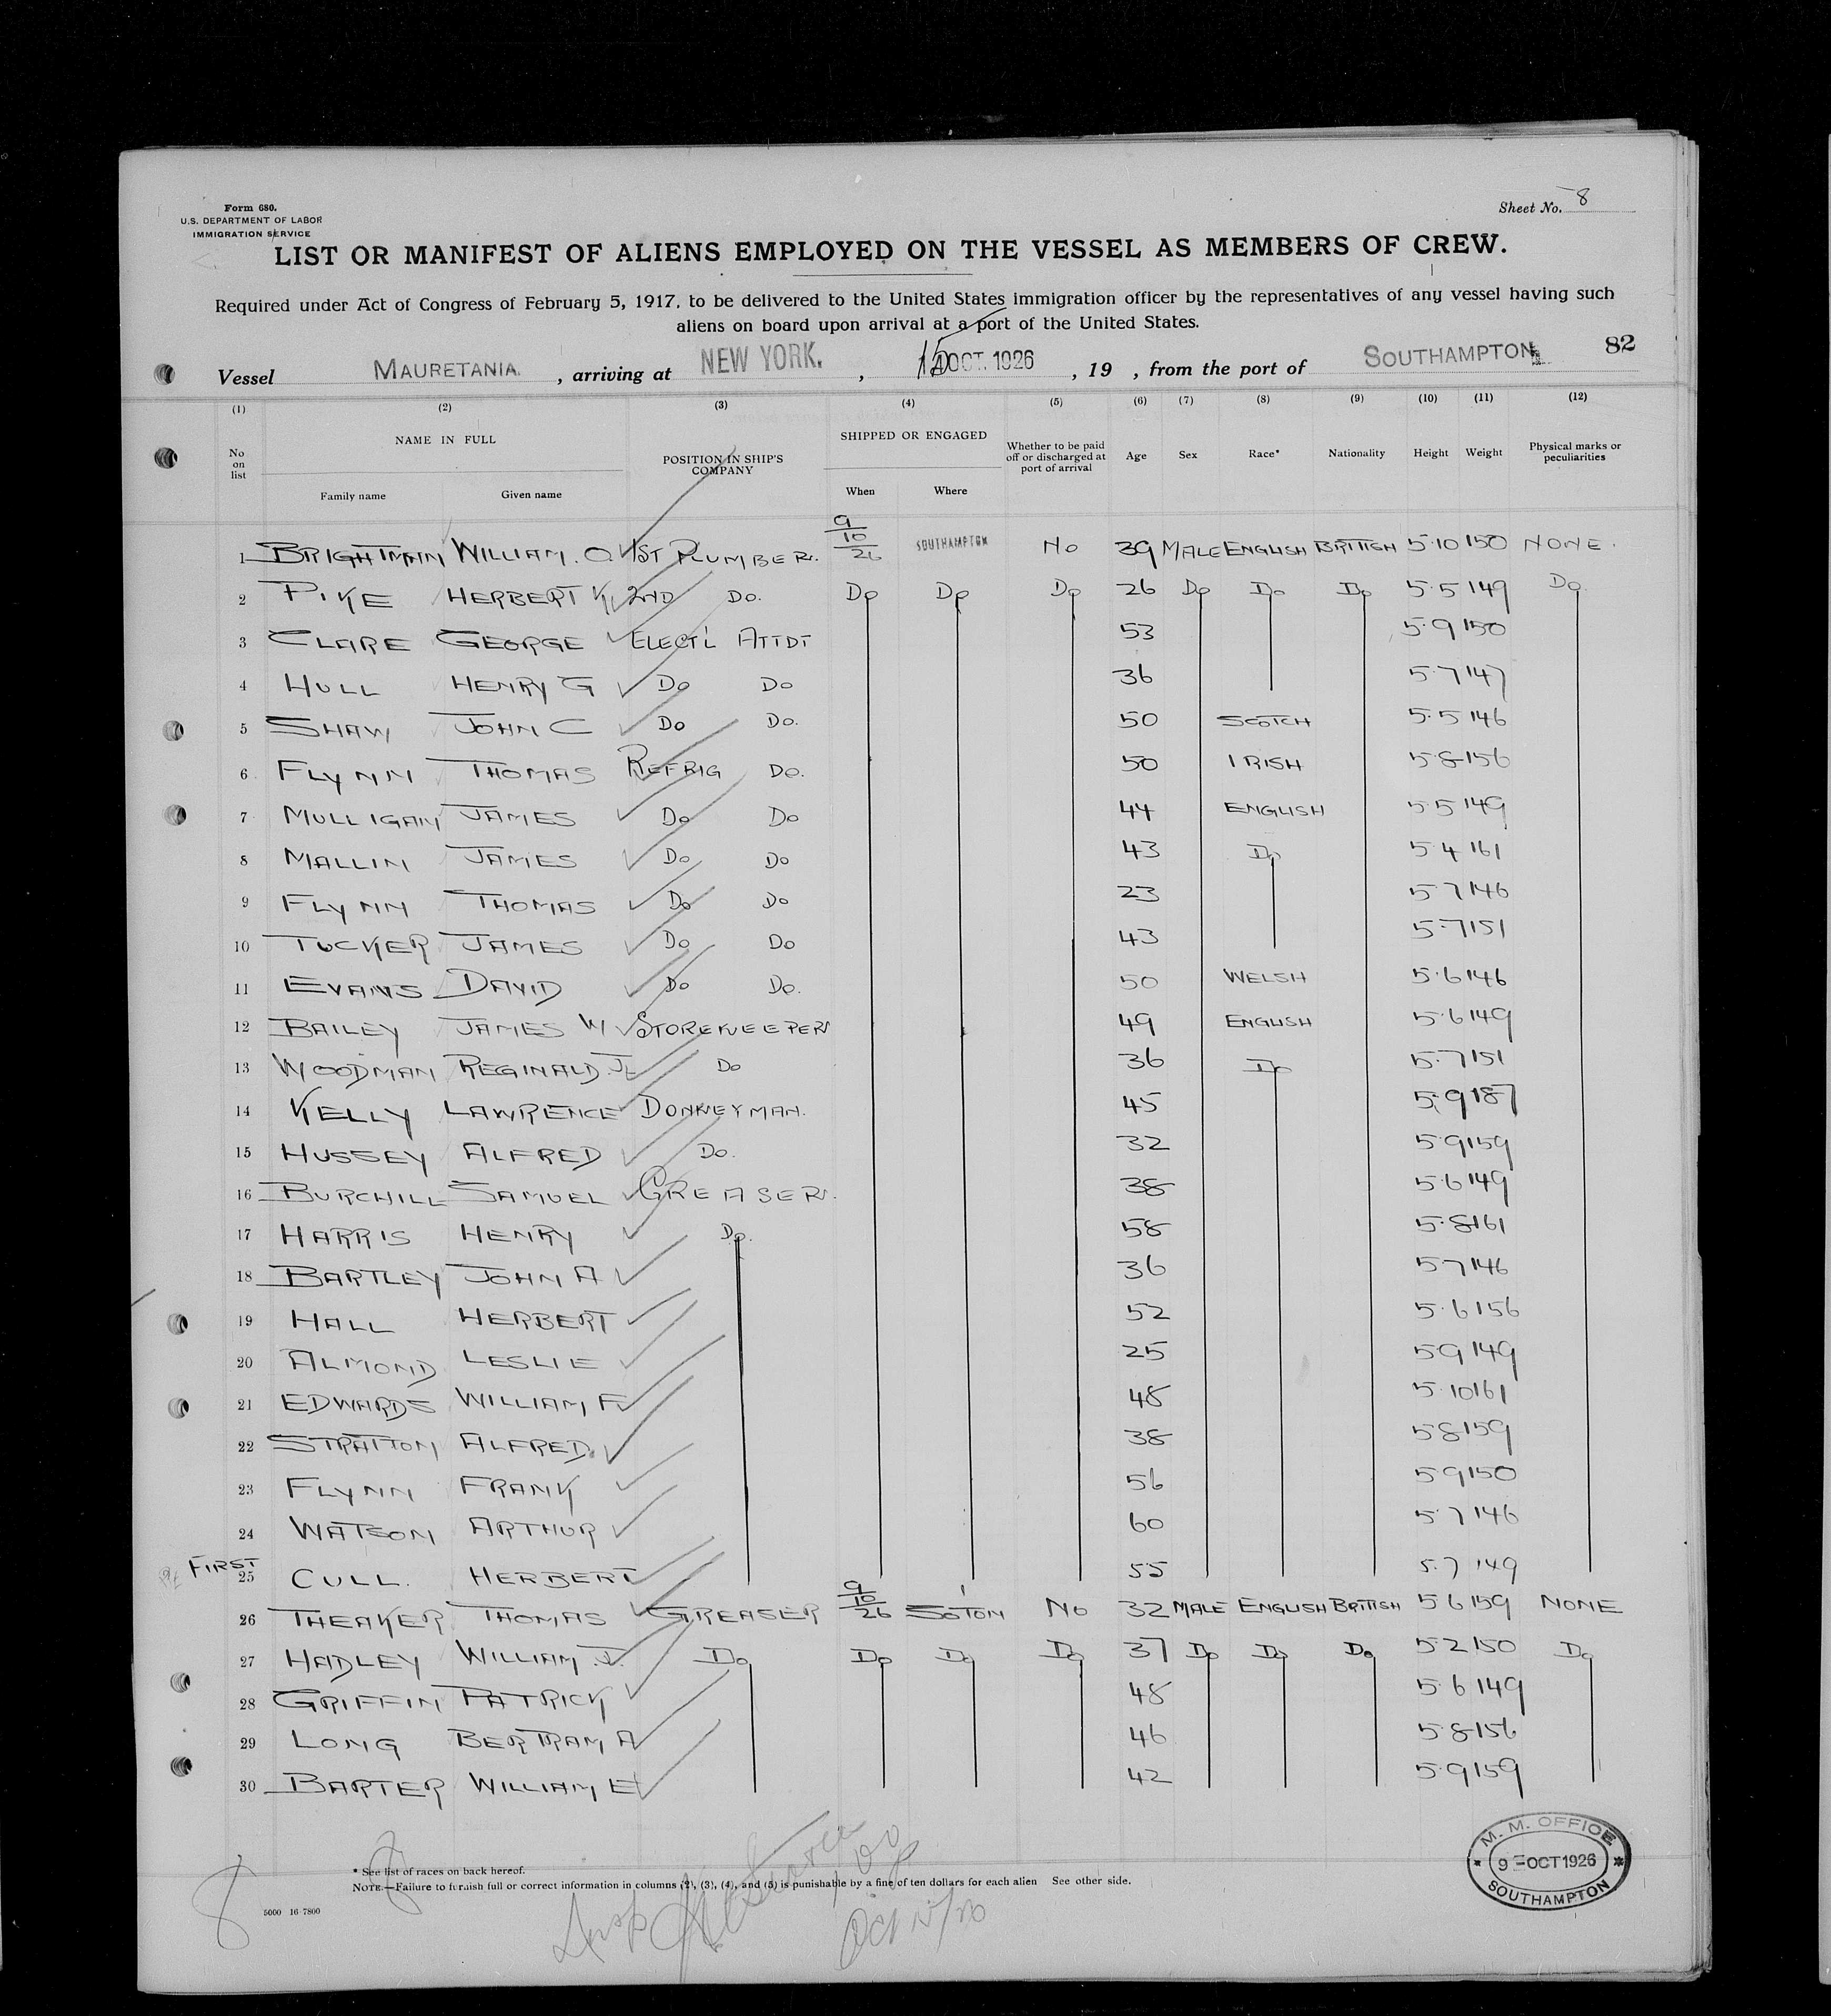 Form 680.
U.S. DEPARTMENT OF LABOR
IMMIGRATION SERVICE
Sheet No. 8
LIST OR MANIFEST OF ALIENS EMPLOYED ON THE VESSEL AS MEMBERS OF CREW.
Required under Act of Congress of February 5, 1917, to be delivered to the United States immigration officer by the representatives of any vessel having such
aliens on board upon arrival at a port of the United States.
82
Vessel MAURETANIA. , arriving at NEW YORK. , 15 OCT. 1926 , 19 , from the port of SOUTHAMPTON
(1) (2) (3) (4) (5) (6) (7) (8) (9) (10) (11) (12)
No on list NAME IN FULL POSITION IN SHIP'S COMPANY SHIPPED OR ENGAGED Whether to be paid off or discharged at port of arrival Age Sex Race* Nationality Height Weight Physical marks or peculiarities
Family name Given name When Where
1 BRIGHTMAN WILLIAM. O. 1ST PLUMBER. 9/10/26 SOUTHAMPTON No 39 MALE ENGLISH BRITISH 5.10 150 NONE.
2 PIKE HERBERT K 2ND DO. Do Do Do 26 Do Do Do 5.5 149 Do
3 CLARE GEORGE ELECT'L ATTDT 53 5.9 150
4 HULL HENRY G Do Do 36 5.7 147
5 SHAW JOHN C Do Do. 50 SCOTCH 5.5 146
6 FLYNN THOMAS REFRIG Do. 50 IRISH 5.8 156
7 MULLIGAN JAMES Do Do 44 ENGLISH 5.5 149
8 MALLIN JAMES Do Do 43 Do 5.4 161
9 FLYNN THOMAS Do Do 23 5.7 146
10 TUCKER JAMES Do Do 43 5.7 151
11 EVANS DAVID Do Do. 50 WELSH 5.6 146
12 BAILEY JAMES W STOREKEEPER 49 ENGLISH 5.6 149
13 WOODMAN REGINALD. J. Do 36 Do 5.7 151
14 KELLY LAWRENCE DONKEYMAN. 45 5.9 187
15 HUSSEY ALFRED Do. 32 5.9 159
16 BURCHILL SAMUEL GREASER. 38 5.6 149
17 HARRIS HENRY Do. 58 5.8 161
18 BARTLEY JOHN A 36 5.7 146
19 HALL HERBERT 52 5.6 156
20 ALMOND LESLIE 25 5.9 149
21 EDWARDS WILLIAM F 48 5.10 161
22 STRATTON ALFRED. 38 5.8 159
23 FLYNN FRANK 56 5.9 150
24 WATSON ARTHUR 60 5.7 146
FIRST
25 CULL. HERBERT 55 5.7 149
26 THEAKER THOMAS GREASER 9/10/26 SOTON No 32 MALE ENGLISH BRITISH 5.6 159 NONE
27 HADLEY WILLIAM. J. Do Do Do Do 37 Do Do Do 5.2 150 Do
28 GRIFFIN PATRICK 48 5.6 149
29 LONG BERTRAM A 46 5.8 156
30 BARTER WILLIAM E 42 5.9 159
M. M. OFFICE
9 - OCT 1926
SOUTHAMPTON
* See list of races on back hereof.
NOTE.—Failure to furnish full or correct information in columns (2), (3), (4), and (5) is punishable by a fine of ten dollars for each alien See other side.
5000 16 7800
8
8